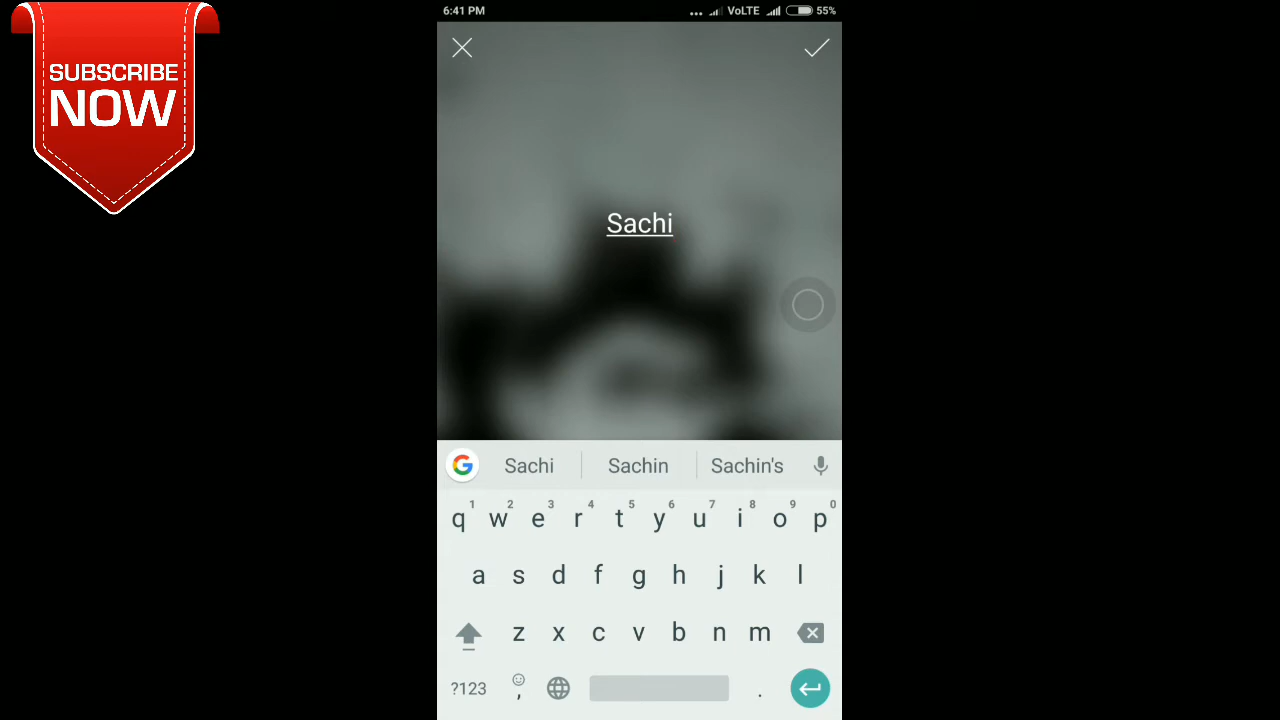 SUBSCRIBE
NOW
6:41 PM ... VoLTE 55%
Sachi
G Sachi Sachin Sachin's
1 2 3 4 5 6 7 8 9 0
q w e r t y u i o p
a s d f g h j k l
z x c v b n m
?123 , .